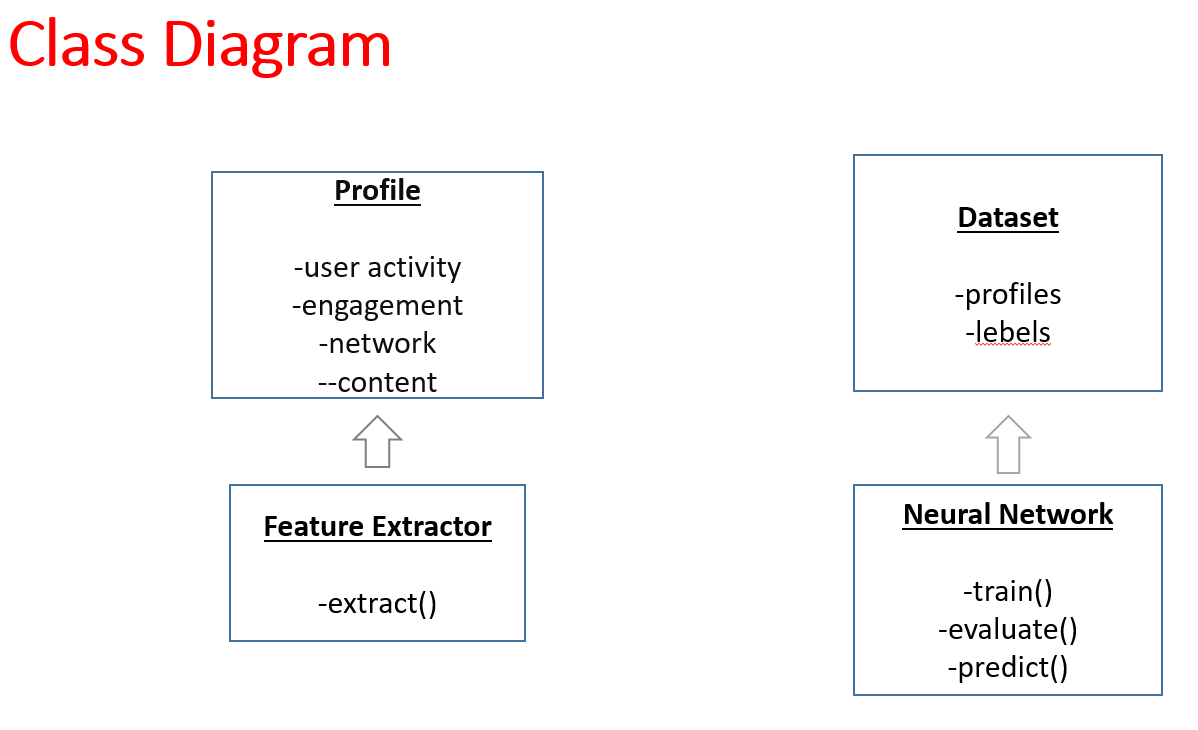 Class Diagram
Profile
-user activity
-engagement
-network
--content
Dataset
-profiles
-lebels
Feature Extractor
-extract()
Neural Network
-train()
-evaluate()
-predict()